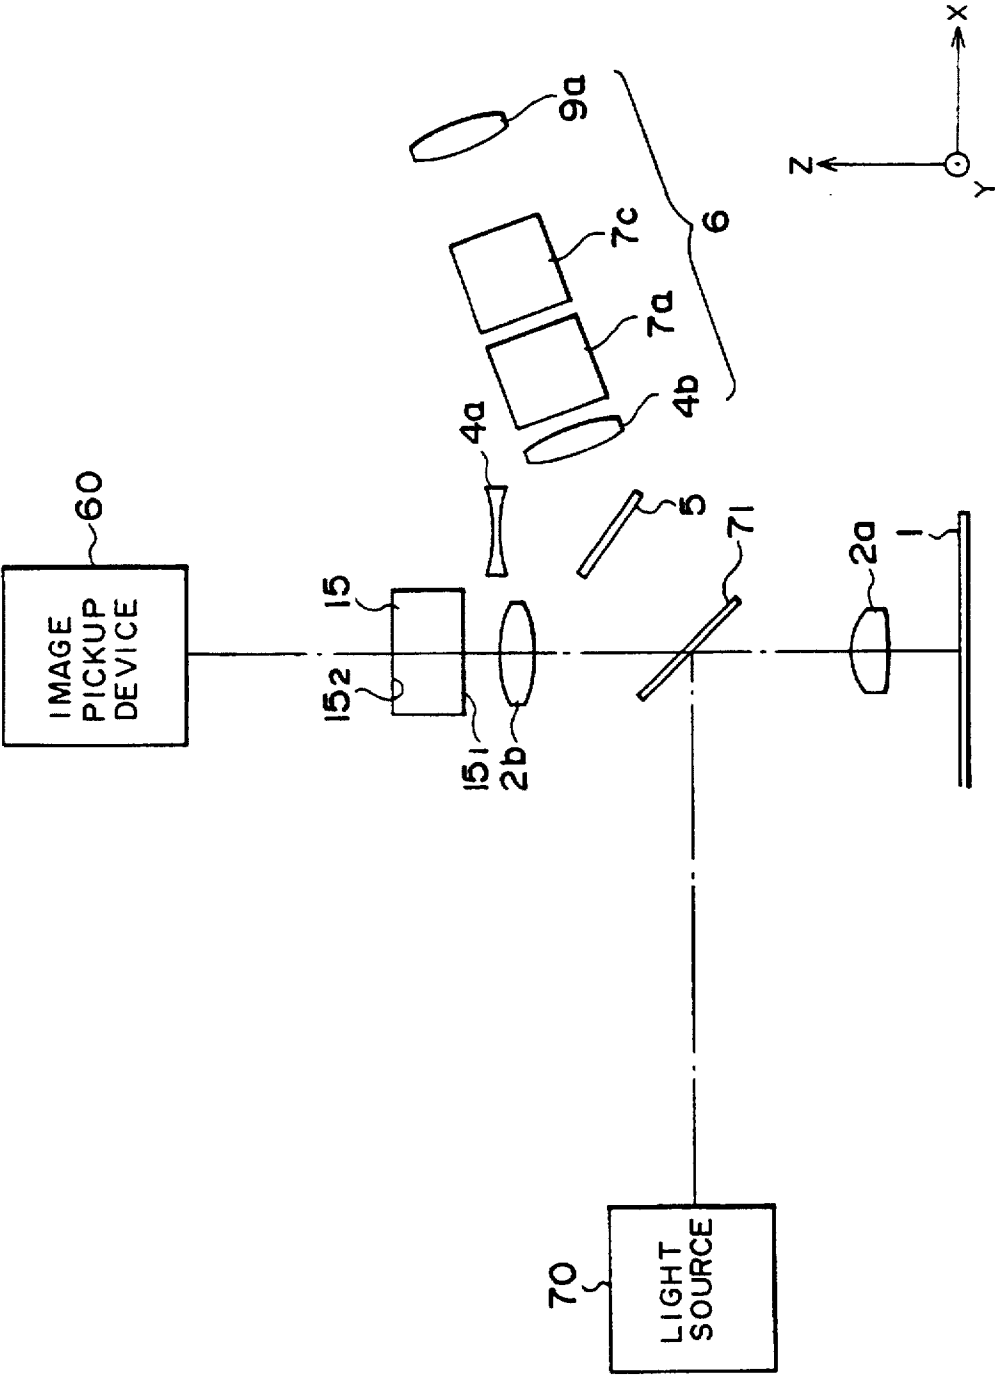 60
IMAGE
PICKUP
DEVICE
15
15₂
15₁
2b
4a
4b
7a
7c
9a
6
5
71
2a
1
70
LIGHT
SOURCE
Z
X
Y